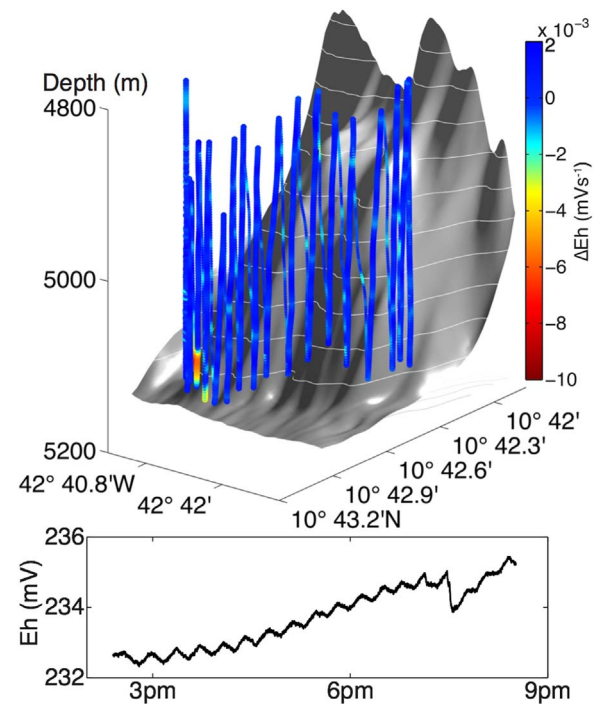 x 10⁻³
Depth (m)
4800
5000
5200
2
0
−2
−4
−6
−8
−10
ΔEh (mVs⁻¹)
42° 40.8'W
42° 42'
10° 42'
10° 42.3'
10° 42.6'
10° 42.9'
10° 43.2'N
236
234
232
Eh (mV)
3pm
6pm
9pm